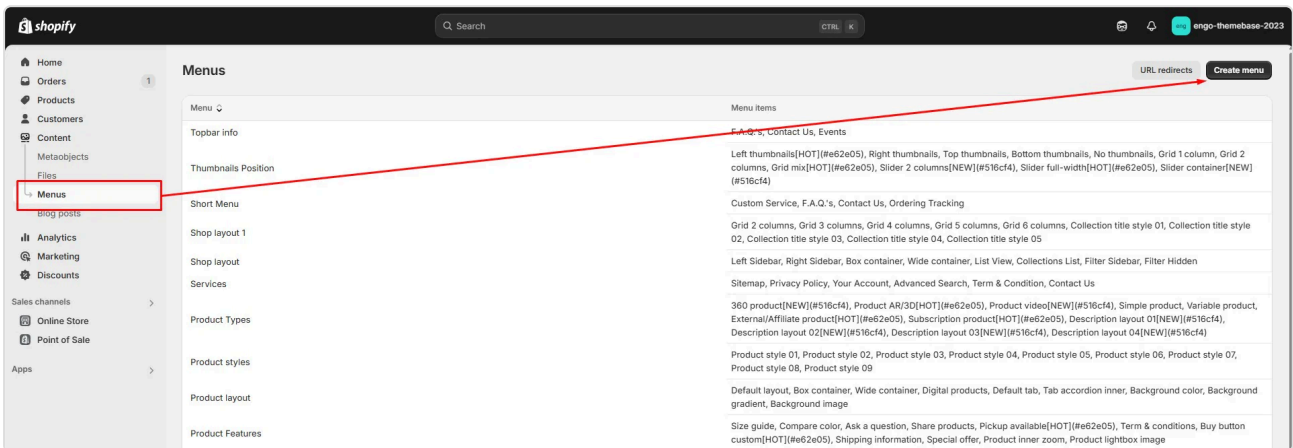 shopify
Search
CTRL K
eng
engo-themebase-2023
Home
Orders 1
Products
Customers
Content
Metaobjects
Files
Menus
Blog posts
Analytics
Marketing
Discounts
Sales channels
Online Store
Point of Sale
Apps
Menus
URL redirects
Create menu
Menu
Menu items
Topbar info
F.A.Q.'s, Contact Us, Events
Thumbnails Position
Left thumbnails[HOT](#e62e05), Right thumbnails, Top thumbnails, Bottom thumbnails, No thumbnails, Grid 1 column, Grid 2
columns, Grid mix[HOT](#e62e05), Slider 2 columns[NEW](#516cf4), Slider full-width[HOT](#e62e05), Slider container[NEW]
(#516cf4)
Short Menu
Custom Service, F.A.Q.'s, Contact Us, Ordering Tracking
Shop layout 1
Grid 2 columns, Grid 3 columns, Grid 4 columns, Grid 5 columns, Grid 6 columns, Collection title style 01, Collection title style
02, Collection title style 03, Collection title style 04, Collection title style 05
Shop layout
Left Sidebar, Right Sidebar, Box container, Wide container, List View, Collections List, Filter Sidebar, Filter Hidden
Services
Sitemap, Privacy Policy, Your Account, Advanced Search, Term & Condition, Contact Us
Product Types
360 product[NEW](#516cf4), Product AR/3D[HOT](#e62e05), Product video[NEW](#516cf4), Simple product, Variable product,
External/Affiliate product[HOT](#e62e05), Subscription product[HOT](#e62e05), Description layout 01[NEW](#516cf4),
Description layout 02[NEW](#516cf4), Description layout 03[NEW](#516cf4), Description layout 04[NEW](#516cf4)
Product styles
Product style 01, Product style 02, Product style 03, Product style 04, Product style 05, Product style 06, Product style 07,
Product style 08, Product style 09
Product layout
Default layout, Box container, Wide container, Digital products, Default tab, Tab accordion inner, Background color, Background
gradient, Background image
Product Features
Size guide, Compare color, Ask a question, Share products, Pickup available[HOT](#e62e05), Term & conditions, Buy button
custom[HOT](#e62e05), Shipping information, Special offer, Product inner zoom, Product lightbox image